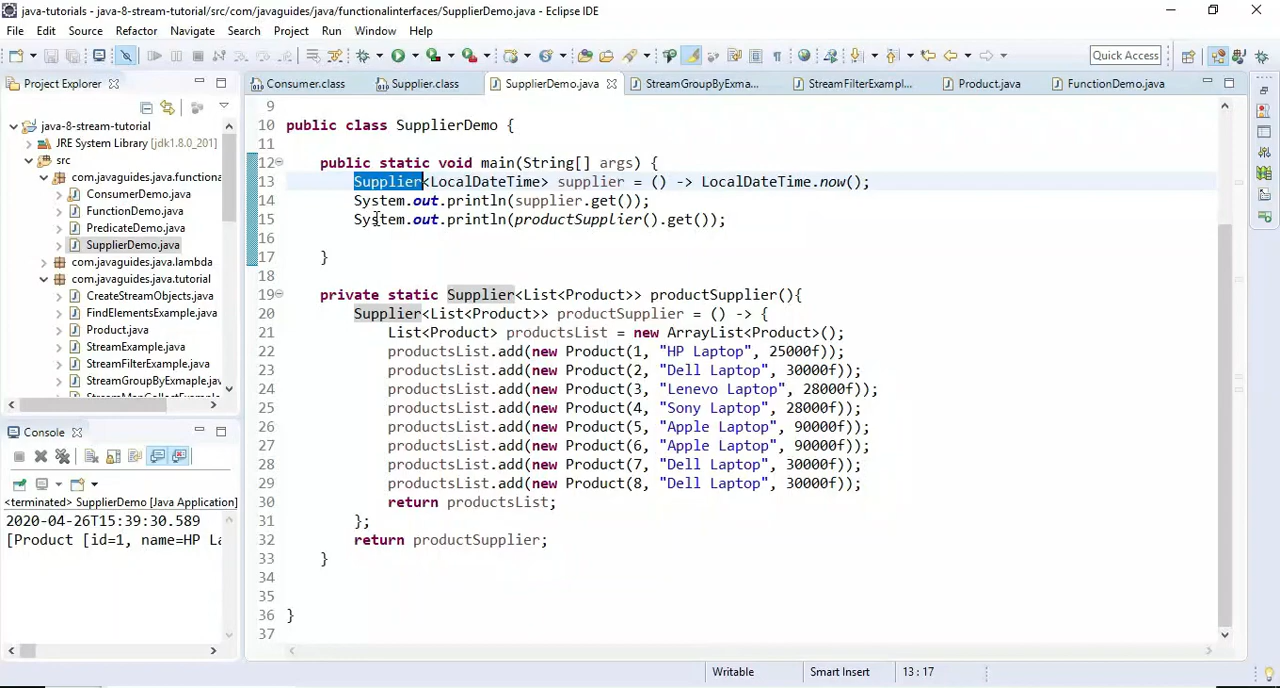 java-tutorials - java-8-stream-tutorial/src/com/javaguides/java/functionalinterfaces/SupplierDemo.java - Eclipse IDE
File Edit Source Refactor Navigate Search Project Run Window Help
Quick Access
Project Explorer
java-8-stream-tutorial
JRE System Library [jdk1.8.0_201]
src
com.javaguides.java.functiona
ConsumerDemo.java
FunctionDemo.java
PredicateDemo.java
SupplierDemo.java
com.javaguides.java.lambda
com.javaguides.java.tutorial
CreateStreamObjects.java
FindElementsExample.java
Product.java
StreamExample.java
StreamFilterExample.java
StreamGroupByExmaple.java
Console
<terminated> SupplierDemo [Java Application]
2020-04-26T15:39:30.589
[Product [id=1, name=HP La
Consumer.class Supplier.class SupplierDemo.java StreamGroupByExma... StreamFilterExampl... Product.java FunctionDemo.java
9
10 public class SupplierDemo {
11
12 public static void main(String[] args) {
13 Supplier<LocalDateTime> supplier = () -> LocalDateTime.now();
14 System.out.println(supplier.get());
15 System.out.println(productSupplier().get());
16
17 }
18
19 private static Supplier<List<Product>> productSupplier(){
20 Supplier<List<Product>> productSupplier = () -> {
21 List<Product> productsList = new ArrayList<Product>();
22 productsList.add(new Product(1, "HP Laptop", 25000f));
23 productsList.add(new Product(2, "Dell Laptop", 30000f));
24 productsList.add(new Product(3, "Lenevo Laptop", 28000f));
25 productsList.add(new Product(4, "Sony Laptop", 28000f));
26 productsList.add(new Product(5, "Apple Laptop", 90000f));
27 productsList.add(new Product(6, "Apple Laptop", 90000f));
28 productsList.add(new Product(7, "Dell Laptop", 30000f));
29 productsList.add(new Product(8, "Dell Laptop", 30000f));
30 return productsList;
31 };
32 return productSupplier;
33 }
34
35
36 }
37
Writable Smart Insert 13 : 17